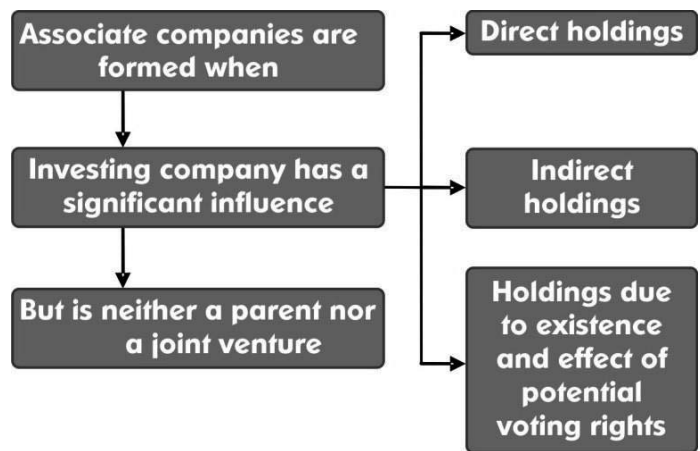 Associate companies are
formed when
Investing company has a
significant influence
But is neither a parent nor
a joint venture
Direct holdings
Indirect
holdings
Holdings due
to existence
and effect of
potential
voting rights